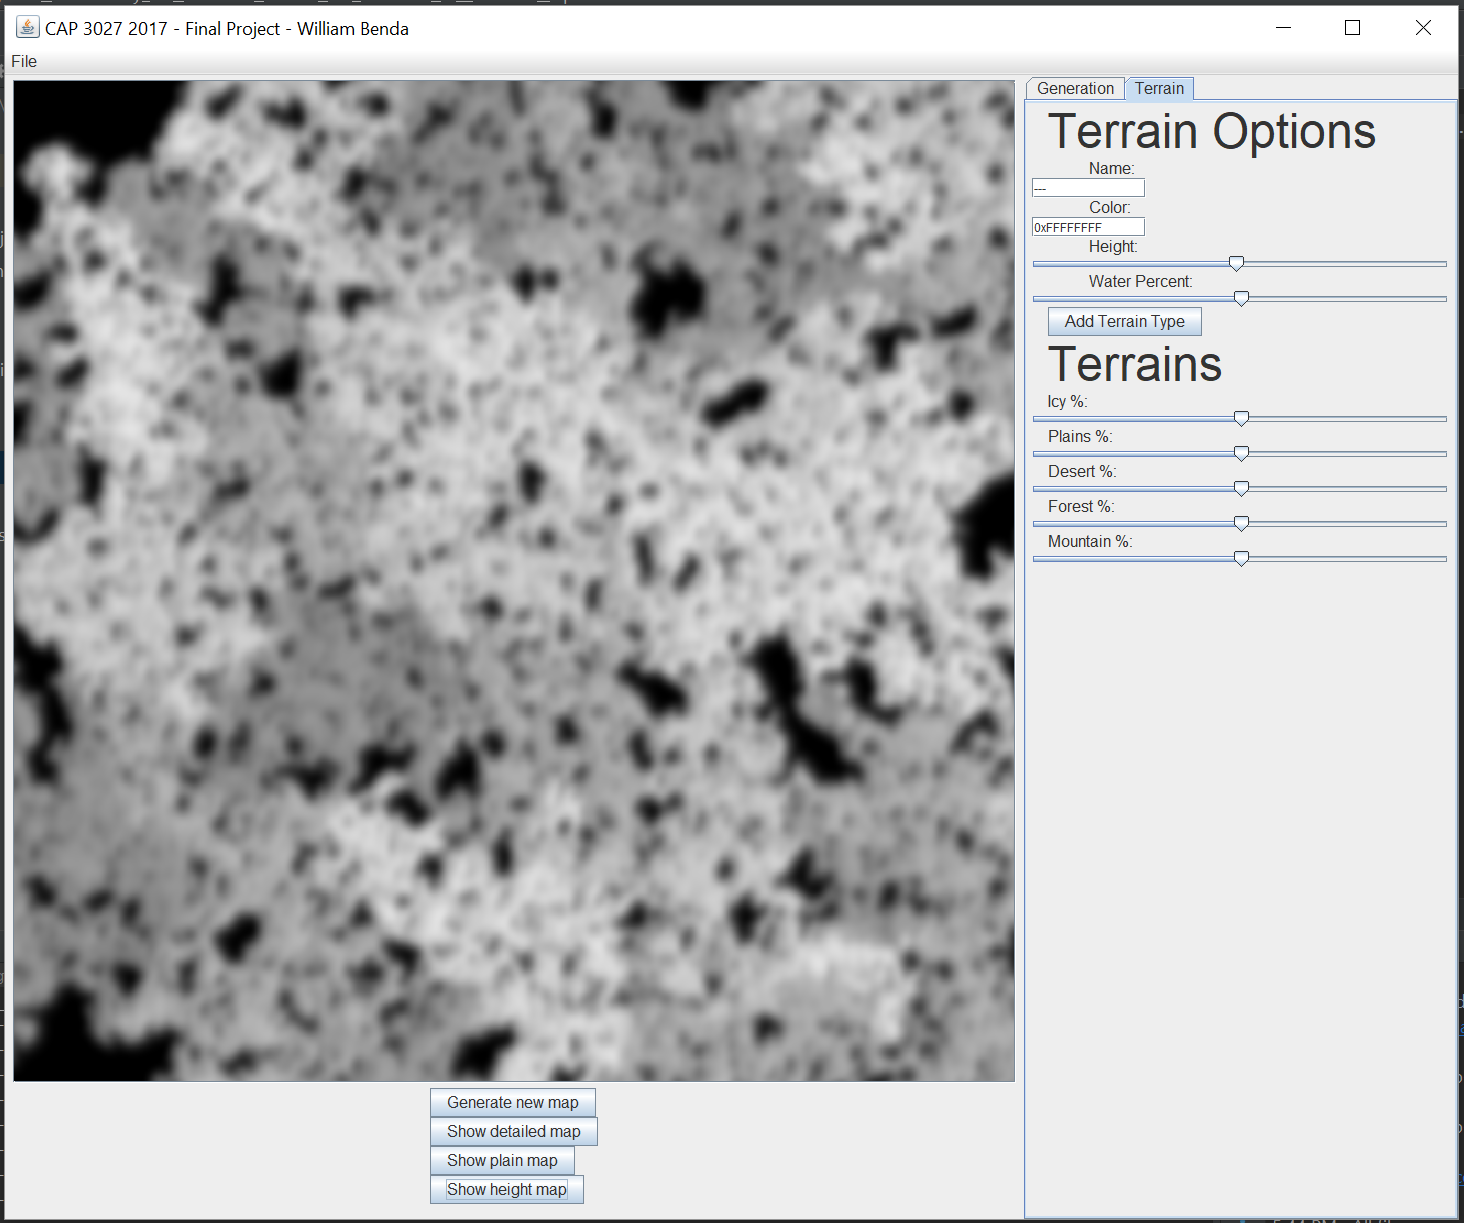 CAP 3027 2017 - Final Project - William Benda
File
Generation
Terrain
Terrain Options
Name:
---
Color:
0xFFFFFFFF
Height:
Water Percent:
Add Terrain Type
Terrains
Icy %:
Plains %:
Desert %:
Forest %:
Mountain %:
Generate new map
Show detailed map
Show plain map
Show height map